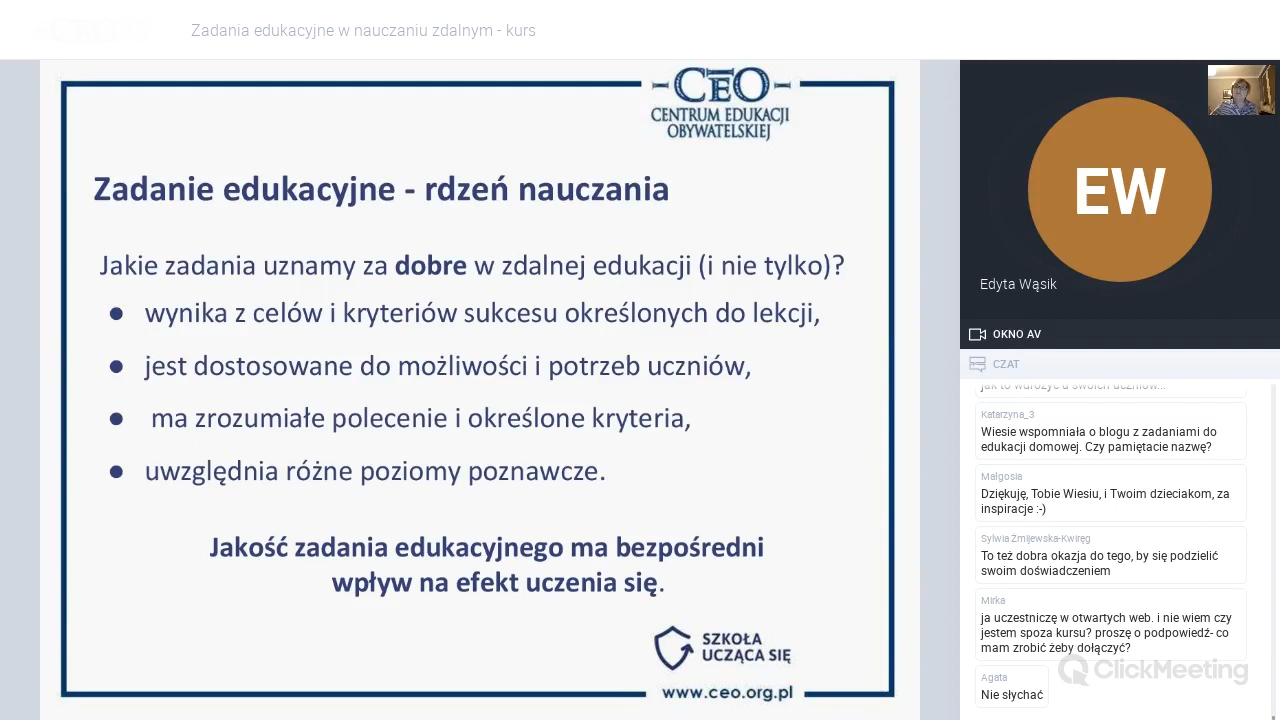 Zadania edukacyjne w nauczaniu zdalnym - kurs
CEO
CENTRUM EDUKACJI
OBYWATELSKIEJ
Zadanie edukacyjne - rdzeń nauczania
Jakie zadania uznamy za dobre w zdalnej edukacji (i nie tylko)?
● wynika z celów i kryteriów sukcesu określonych do lekcji,
● jest dostosowane do możliwości i potrzeb uczniów,
● ma zrozumiałe polecenie i określone kryteria,
● uwzględnia różne poziomy poznawcze.
Jakość zadania edukacyjnego ma bezpośredni
wpływ na efekt uczenia się.
SZKOŁA
UCZĄCA SIĘ
www.ceo.org.pl
EW
Edyta Wąsik
OKNO AV
CZAT
jak to wdrożyć u swoich uczniów...
Katarzyna_3
Wiesie wspomniała o blogu z zadaniami do
edukacji domowej. Czy pamiętacie nazwę?
Małgosia
Dziękuję, Tobie Wiesiu, i Twoim dzieciakom, za
inspiracje :-)
Sylwia Żmijewska-Kwiręg
To też dobra okazja do tego, by się podzielić
swoim doświadczeniem
Mirka
ja uczestniczę w otwartych web. i nie wiem czy
jestem spoza kursu? proszę o podpowiedź- co
mam zrobić żeby dołączyć?
Agata
Nie słychać
ClickMeeting